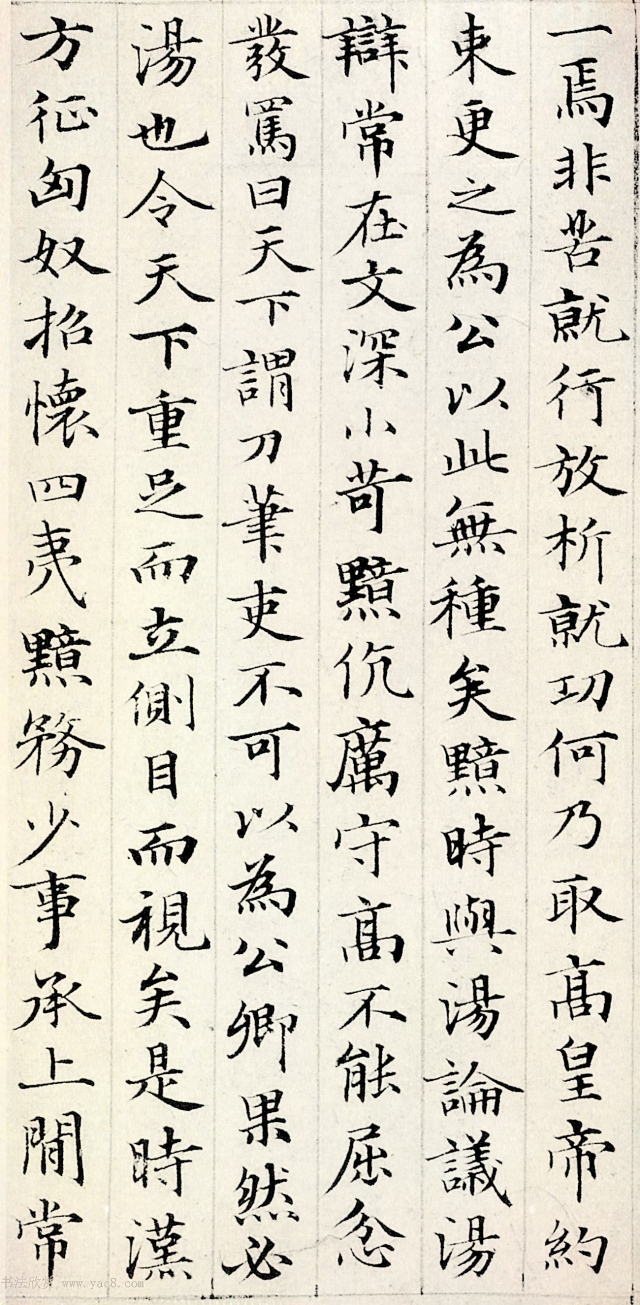 一焉非苦就行放析就功何乃取髙皇帝約
束更之為公以此無種矣黯時與湯論議湯
辯常在文深小苛黯伉厲守髙不能屈忿
發罵曰天下謂刀筆吏不可以為公卿果然必
湯也令天下重足而立側目而視矣是時漢
方征匈奴招懷四夷黯務少事承上間常
书法欣赏 www.yac8.com